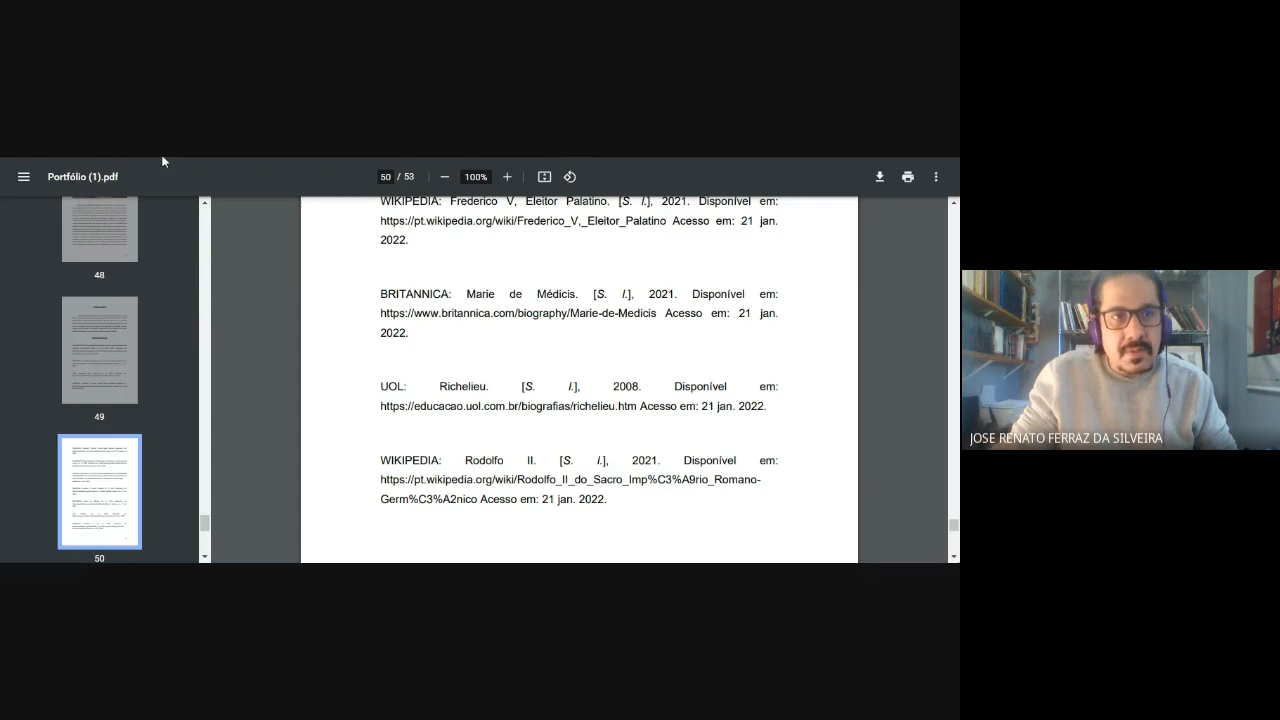 Portfólio (1).pdf
50 / 53
100%
WIKIPEDIA: Frederico V, Eleitor Palatino. [S. l.], 2021. Disponível em:
https://pt.wikipedia.org/wiki/Frederico_V,_Eleitor_Palatino Acesso em: 21 jan.
2022.
BRITANNICA: Marie de Médicis. [S. l.], 2021. Disponível em:
https://www.britannica.com/biography/Marie-de-Medicis Acesso em: 21 jan.
2022.
UOL: Richelieu. [S. l.], 2008. Disponível em:
https://educacao.uol.com.br/biografias/richelieu.htm Acesso em: 21 jan. 2022.
WIKIPEDIA: Rodolfo II. [S. l.], 2021. Disponível em:
https://pt.wikipedia.org/wiki/Rodolfo_II_do_Sacro_Imp%C3%A9rio_Romano-
Germ%C3%A2nico Acesso em: 21 jan. 2022.
48
49
50
JOSE RENATO FERRAZ DA SILVEIRA